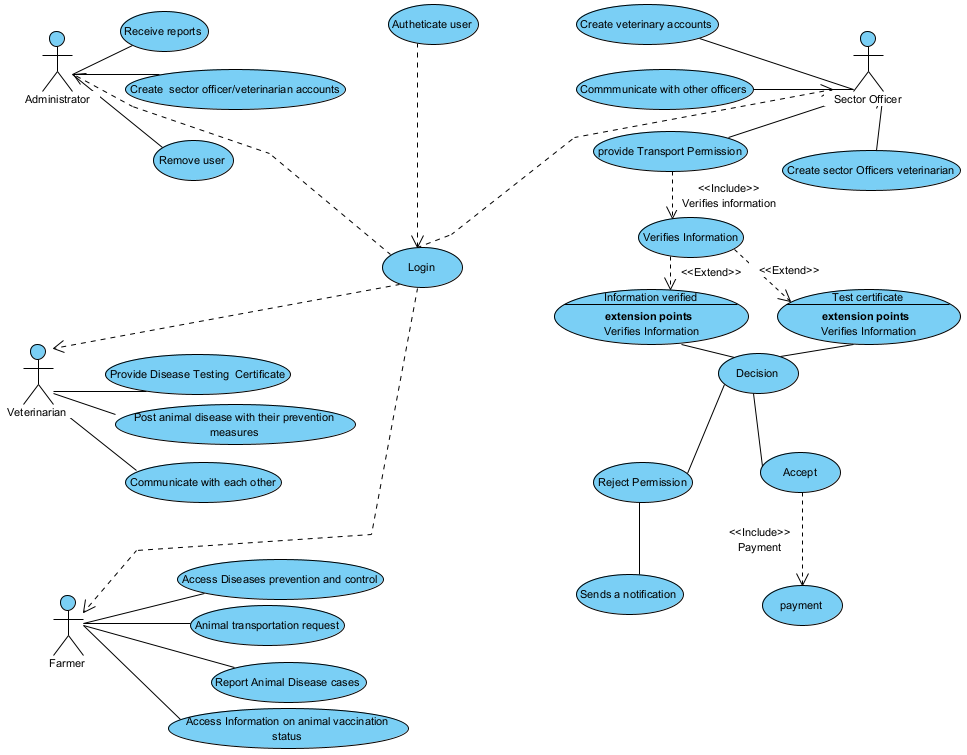 Receive reports
Autheticate user
Create veterinary accounts
Administrator
Create  sector officer/veterinarian accounts
Commmunicate with other officers
Sector Officer
Remove user
provide Transport Permission
Create sector Officers veterinarian
<<Include>>
Verifies information
Verifies Information
Login
<<Extend>>
<<Extend>>
Information verified
extension points
Verifies Information
Test certificate
extension points
Verifies Information
Provide Disease Testing  Certificate
Decision
Veterinarian
Post animal disease with their prevention
measures
Communicate with each other
Reject Permission
Accept
<<Include>>
Payment
Access Diseases prevention and control
Sends a notification
payment
Animal transportation request
Farmer
Report Animal Disease cases
Access Information on animal vaccination
status